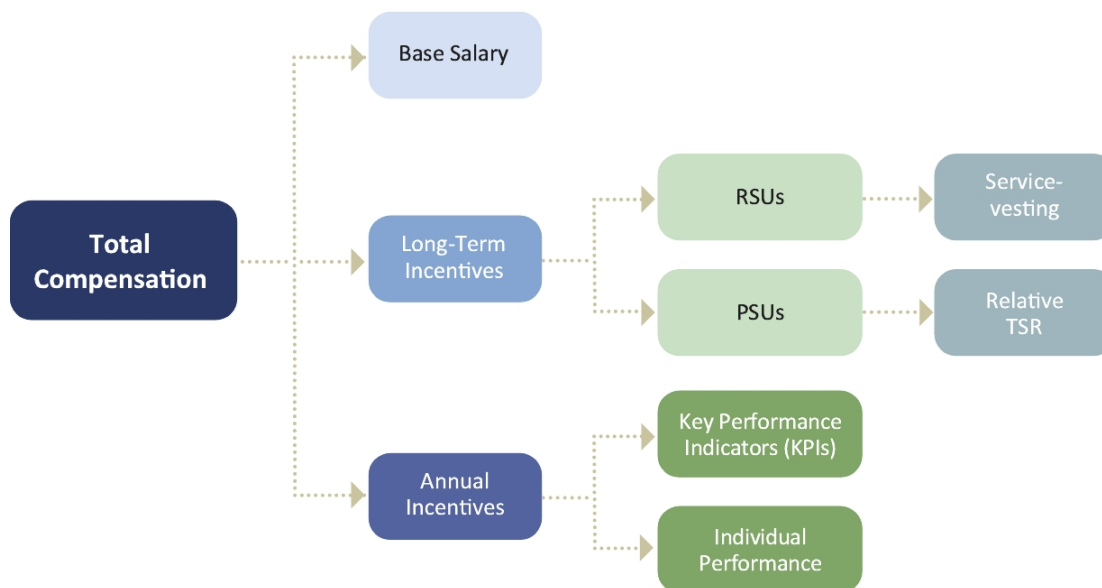 Base Salary
Total
Compensation
Long-Term
Incentives
RSUs
Service-
vesting
PSUs
Relative
TSR
Annual
Incentives
Key Performance
Indicators (KPIs)
Individual
Performance